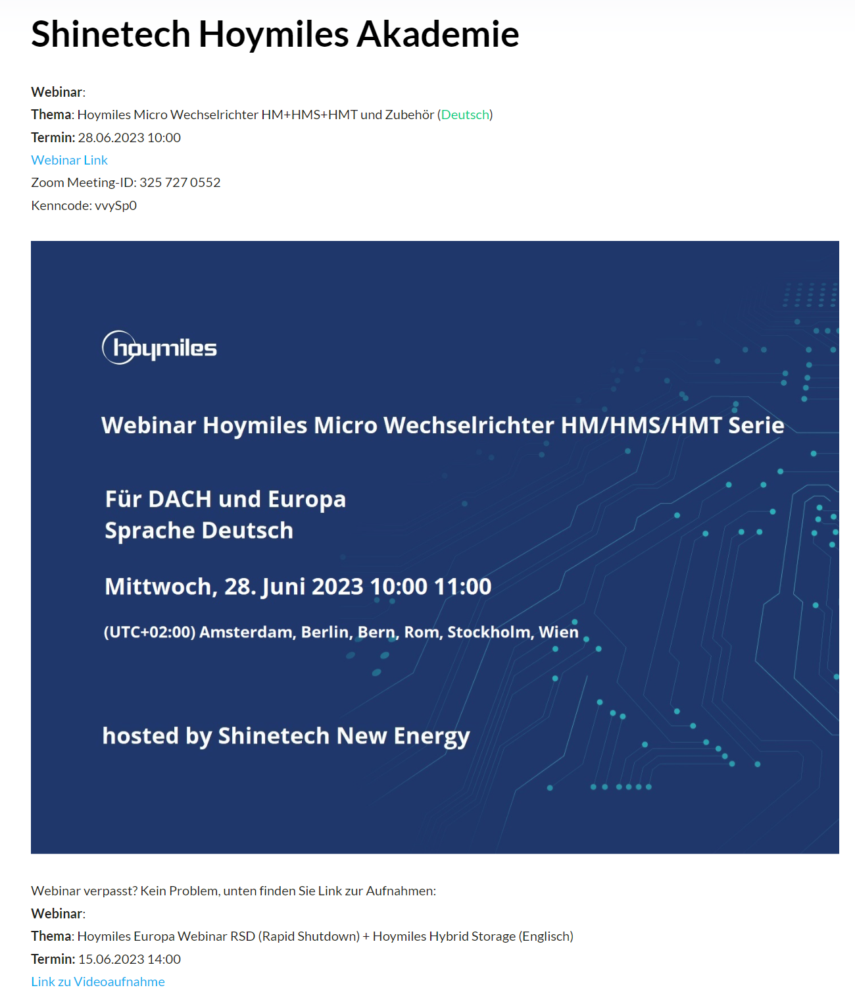 Shinetech Hoymiles Akademie
Webinar:
Thema: Hoymiles Micro Wechselrichter HM+HMS+HMT und Zubehör (Deutsch)
Termin: 28.06.2023 10:00
Webinar Link
Zoom Meeting-ID: 325 727 0552
Kenncode: vvySp0
hoymiles
Webinar Hoymiles Micro Wechselrichter HM/HMS/HMT Serie
Für DACH und Europa
Sprache Deutsch
Mittwoch, 28. Juni 2023 10:00 11:00
(UTC+02:00) Amsterdam, Berlin, Bern, Rom, Stockholm, Wien
hosted by Shinetech New Energy
Webinar verpasst? Kein Problem, unten finden Sie Link zur Aufnahmen:
Webinar:
Thema: Hoymiles Europa Webinar RSD (Rapid Shutdown) + Hoymiles Hybrid Storage (Englisch)
Termin: 15.06.2023 14:00
Link zu Videoaufnahme